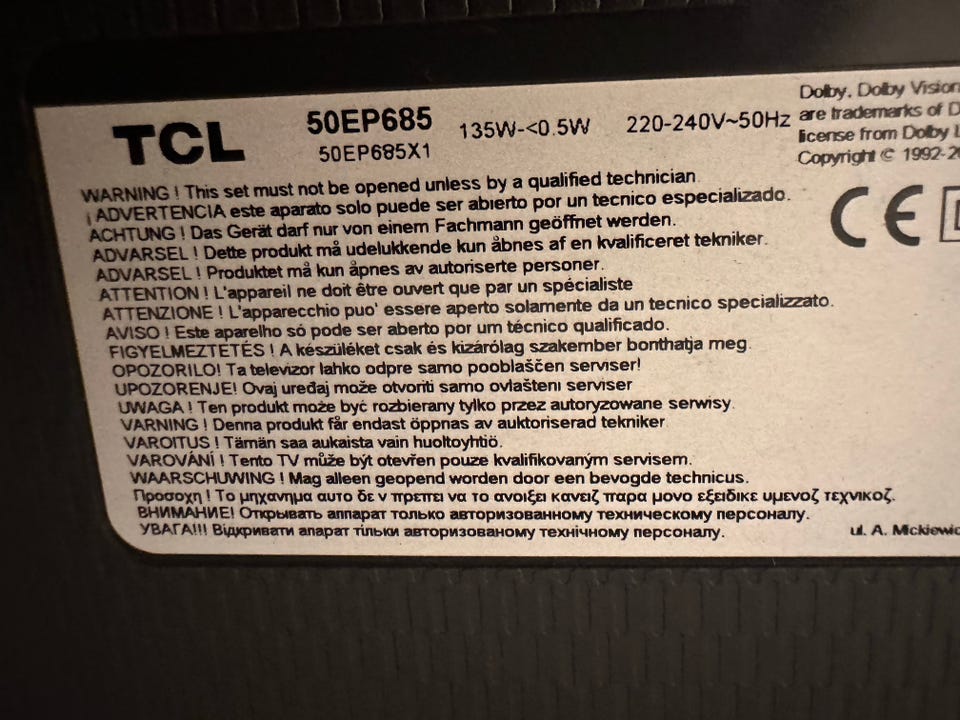 TCL
50EP685
50EP685X1
135W-<0.5W
220-240V~50Hz
Dolby, Dolby Vision
are trademarks of D
license from Dolby L
Copyright © 1992-20
CE
WARNING ! This set must not be opened unless by a qualified technician.
¡ADVERTENCIA este aparato solo puede ser abierto por un tecnico especializado.
ACHTUNG ! Das Gerät darf nur von einem Fachmann geöffnet werden.
ADVARSEL ! Dette produkt må udelukkende kun åbnes af en kvalificeret tekniker.
ADVARSEL ! Produktet må kun åpnes av autoriserte personer.
ATTENTION ! L'appareil ne doit être ouvert que par un spécialiste
ATTENZIONE ! L'apparecchio puo' essere aperto solamente da un tecnico specializzato.
AVISO ! Este aparelho só pode ser aberto por um técnico qualificado.
FIGYELMEZTETÉS ! A készüléket csak és kizárólag szakember bonthatja meg.
OPOZORILO! Ta televizor lahko odpre samo pooblaščen serviser!
UPOZORENJE! Ovaj uređaj može otvoriti samo ovlašteni serviser
UWAGA ! Ten produkt może być rozbierany tylko przez autoryzowane serwisy.
VARNING ! Denna produkt får endast öppnas av auktoriserad tekniker
VAROITUS ! Tämän saa aukaista vain huoltoyhtiö.
VAROVÁNÍ ! Tento TV může být otevřen pouze kvalifikovaným servisem.
WAARSCHUWING ! Mag alleen geopend worden door een bevogde technicus.
Προσοχη ! Το μηχανημα αυτο δε ν πρεπει να το ανοιξει κανειζ παρα μονο εξειδικε υμενοζ τεχνικοζ.
ВНИМАНИЕ! Открывать аппарат только авторизованному техническому персоналу.
УВАГА!!! Відкривати апарат тільки авторизованому технічному персоналу.
ul. A. Mickiewic